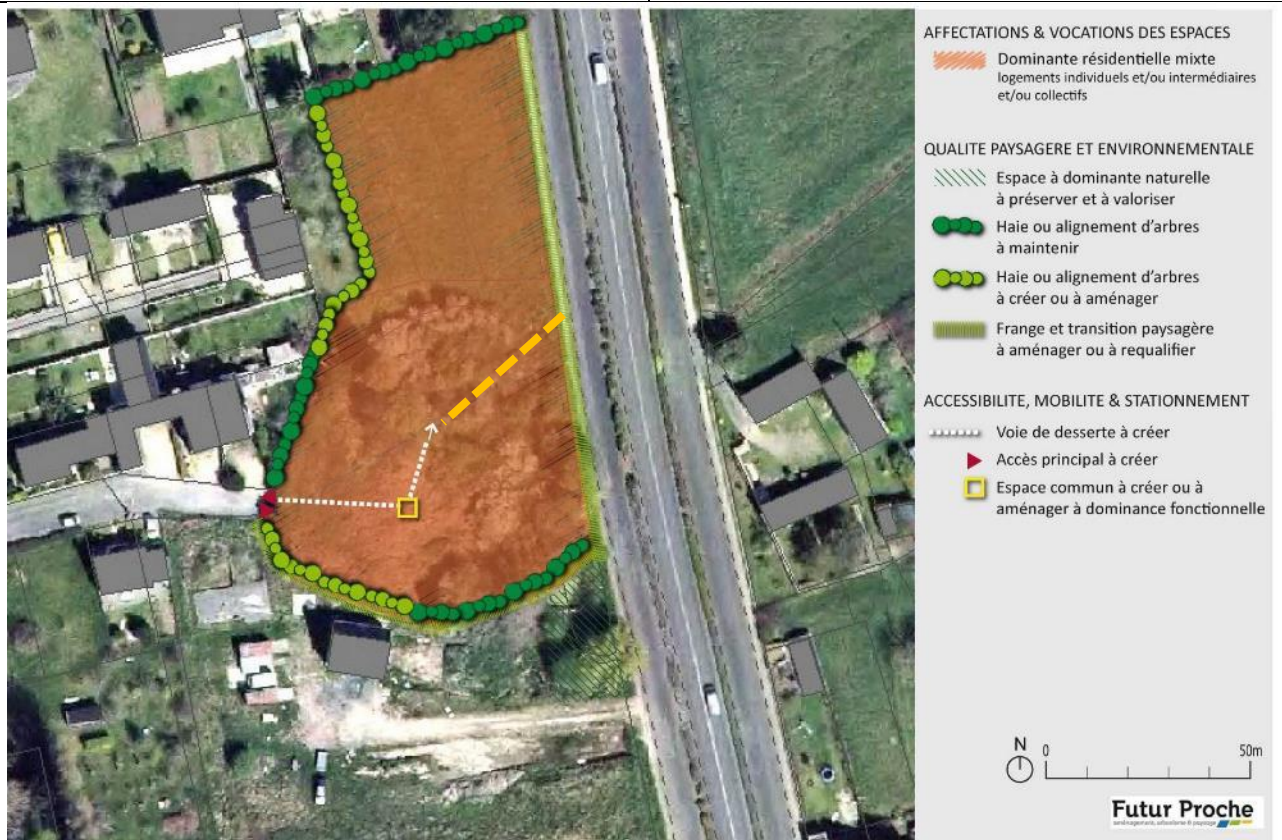 AFFECTATIONS & VOCATIONS DES ESPACES
Dominante résidentielle mixte
logements individuels et/ou intermédiaires
et/ou collectifs
QUALITE PAYSAGERE ET ENVIRONNEMENTALE
Espace à dominante naturelle
à préserver et à valoriser
Haie ou alignement d'arbres
à maintenir
Haie ou alignement d'arbres
à créer ou à aménager
Frange et transition paysagère
à aménager ou à requalifier
ACCESSIBILITE, MOBILITE & STATIONNEMENT
Voie de desserte à créer
Accès principal à créer
Espace commun à créer ou à
aménager à dominance fonctionnelle
N 0 50m
Futur Proche
aménagement, urbanisme & paysage